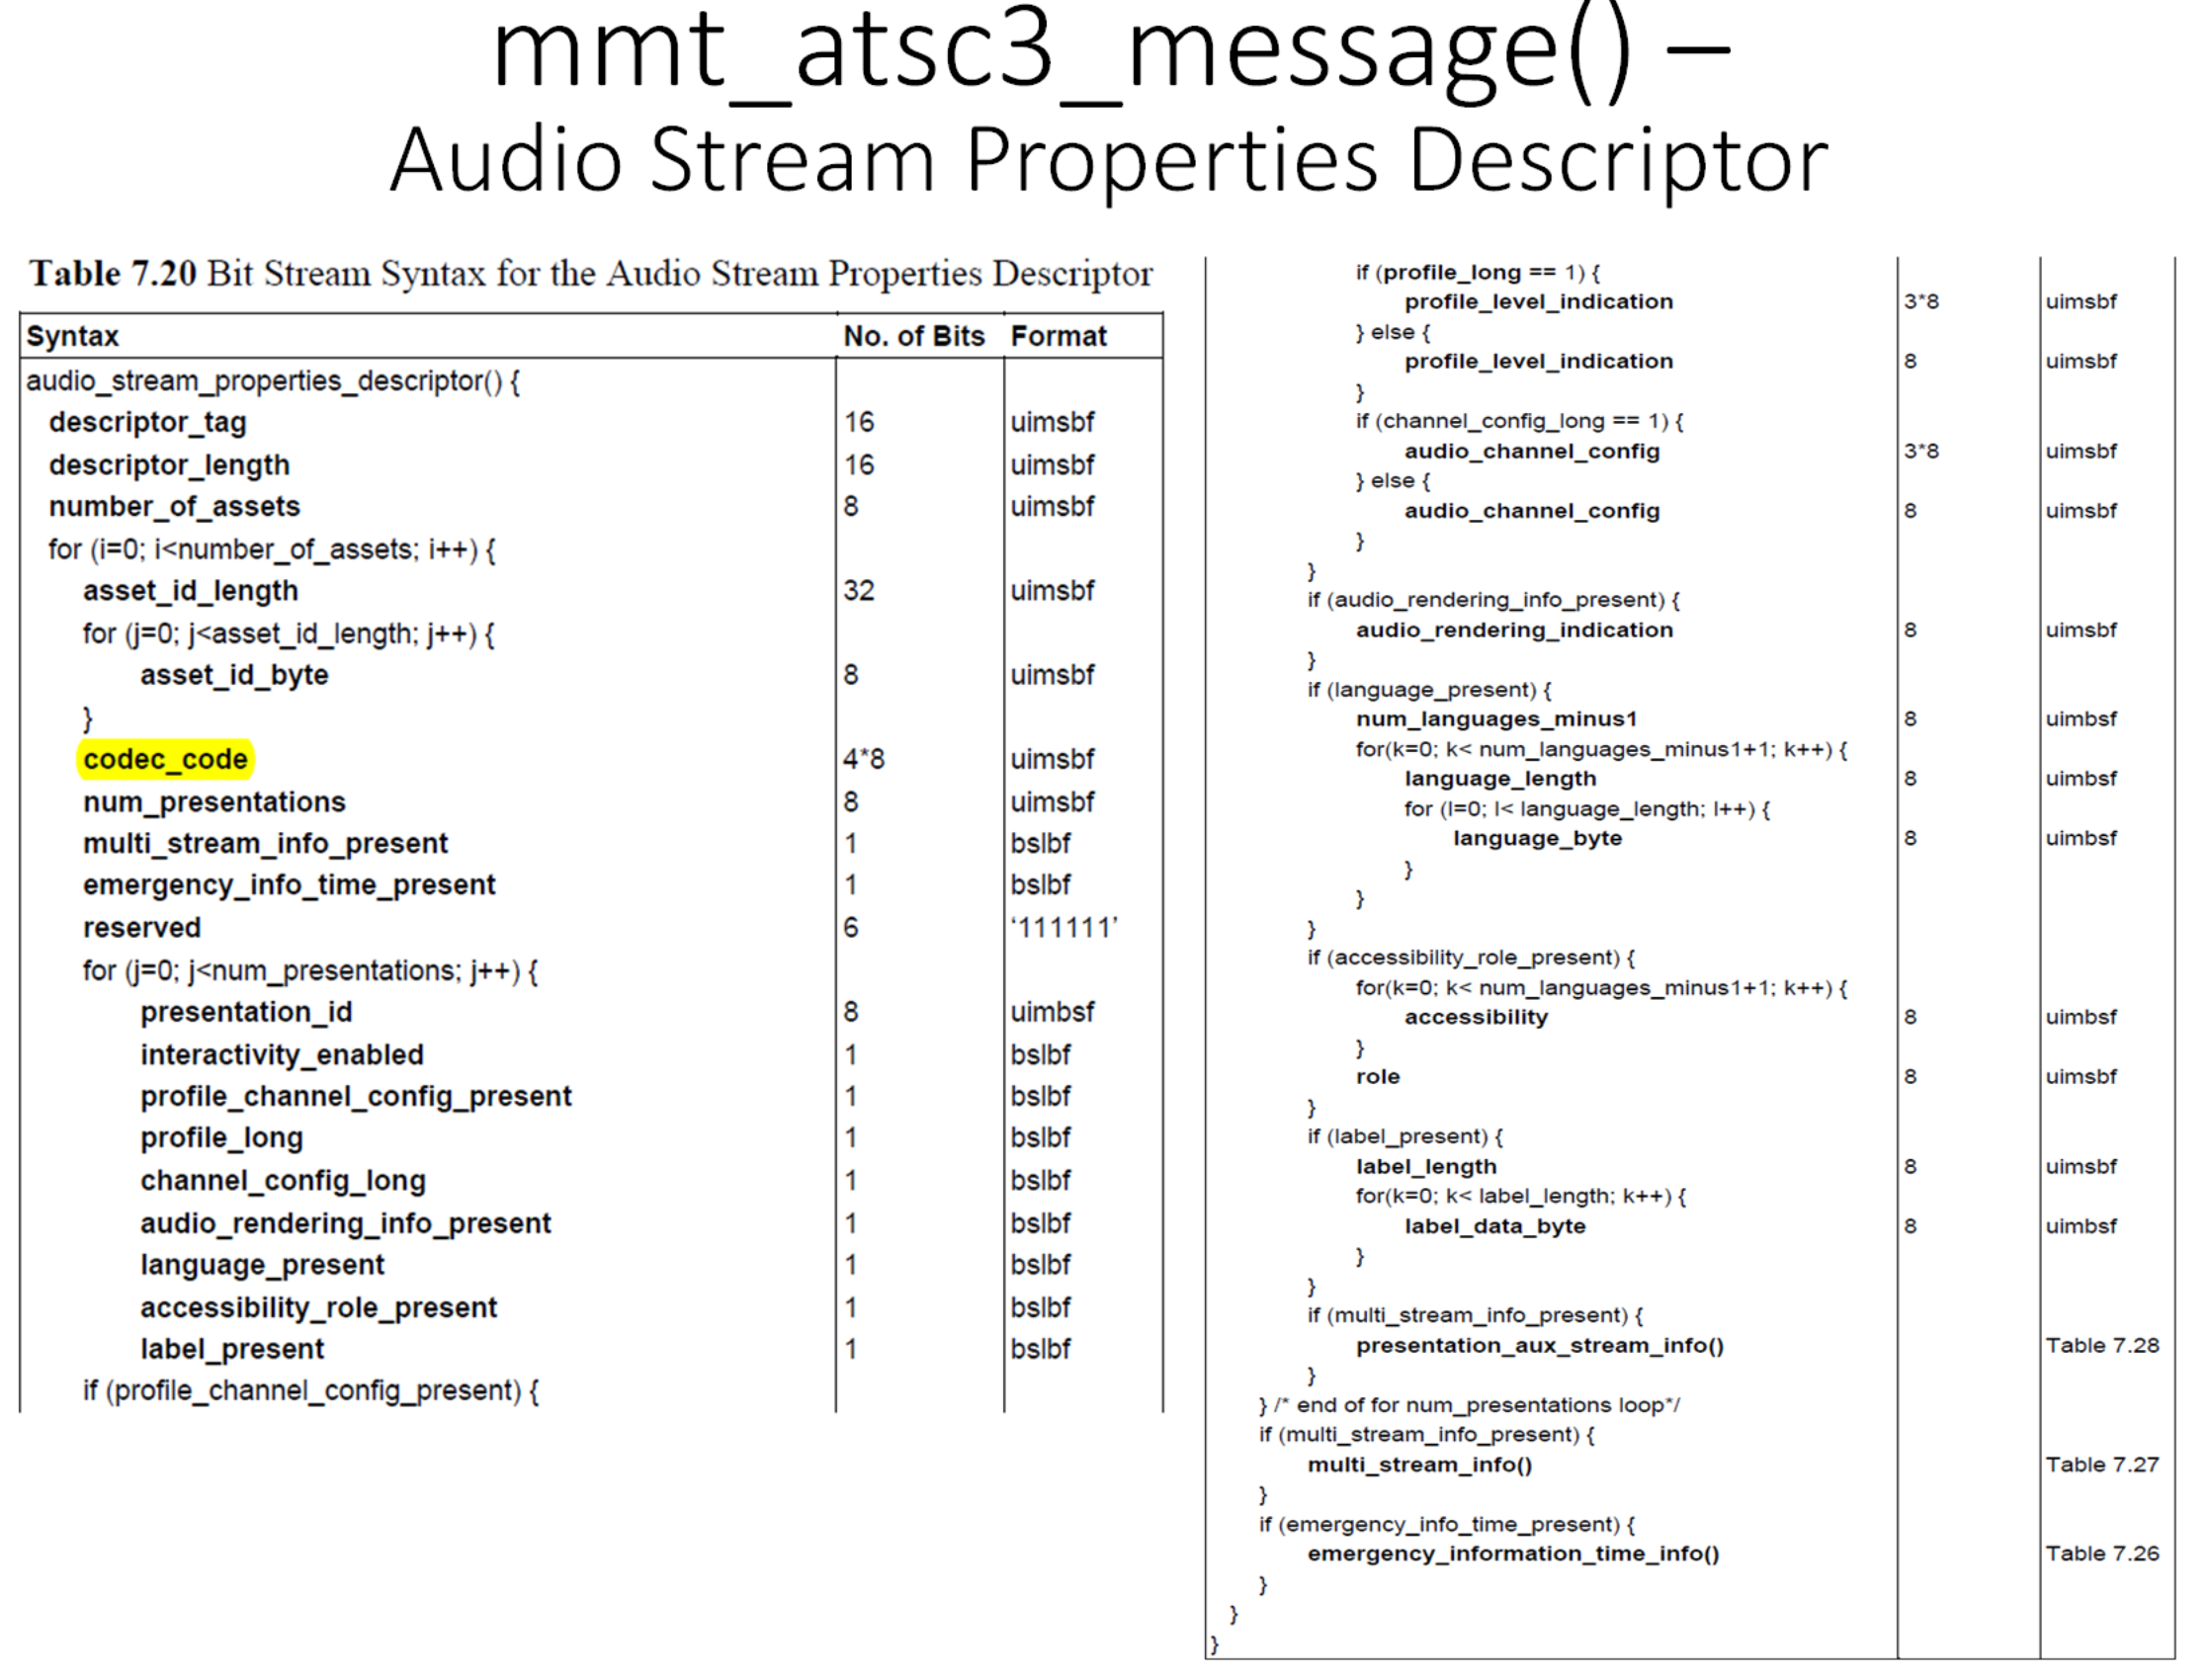 mmt_atsc3_message() –
Audio Stream Properties Descriptor
Table 7.20 Bit Stream Syntax for the Audio Stream Properties Descriptor
Syntax No. of Bits Format
audio_stream_properties_descriptor() {
descriptor_tag 16 uimsbf
descriptor_length 16 uimsbf
number_of_assets 8 uimsbf
for (i=0; i<number_of_assets; i++) {
asset_id_length 32 uimsbf
for (j=0; j<asset_id_length; j++) {
asset_id_byte 8 uimsbf
}
codec_code 4*8 uimsbf
num_presentations 8 uimsbf
multi_stream_info_present 1 bslbf
emergency_info_time_present 1 bslbf
reserved 6 ‘111111’
for (j=0; j<num_presentations; j++) {
presentation_id 8 uimbsf
interactivity_enabled 1 bslbf
profile_channel_config_present 1 bslbf
profile_long 1 bslbf
channel_config_long 1 bslbf
audio_rendering_info_present 1 bslbf
language_present 1 bslbf
accessibility_role_present 1 bslbf
label_present 1 bslbf
if (profile_channel_config_present) {
if (profile_long == 1) {
profile_level_indication 3*8 uimsbf
} else {
profile_level_indication 8 uimsbf
}
if (channel_config_long == 1) {
audio_channel_config 3*8 uimsbf
} else {
audio_channel_config 8 uimsbf
}
}
if (audio_rendering_info_present) {
audio_rendering_indication 8 uimsbf
}
if (language_present) {
num_languages_minus1 8 uimbsf
for(k=0; k< num_languages_minus1+1; k++) {
language_length 8 uimbsf
for (l=0; l< language_length; l++) {
language_byte 8 uimbsf
}
}
}
if (accessibility_role_present) {
for(k=0; k< num_languages_minus1+1; k++) {
accessibility 8 uimbsf
}
role 8 uimsbf
}
if (label_present) {
label_length 8 uimsbf
for(k=0; k< label_length; k++) {
label_data_byte 8 uimbsf
}
}
if (multi_stream_info_present) {
presentation_aux_stream_info() Table 7.28
}
} /* end of for num_presentations loop*/
if (multi_stream_info_present) {
multi_stream_info() Table 7.27
}
if (emergency_info_time_present) {
emergency_information_time_info() Table 7.26
}
}
}